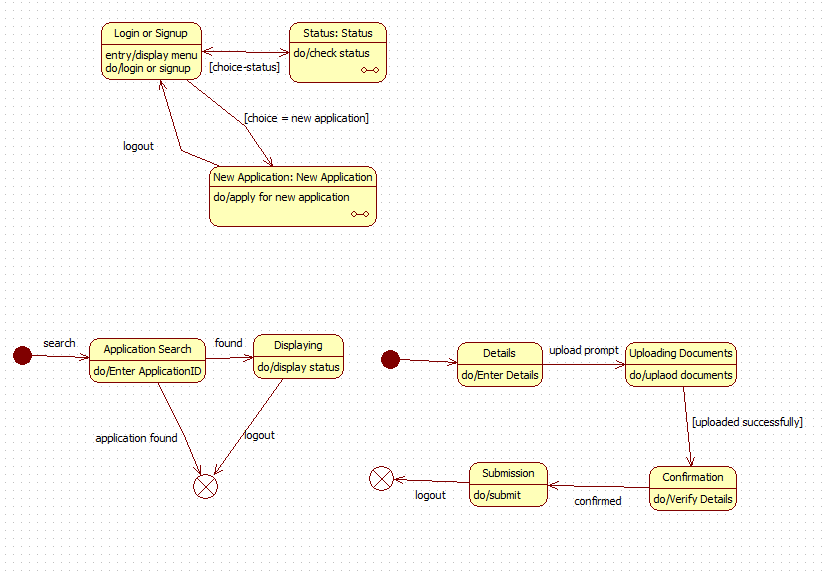 Login or Signup
entry/display menu
do/login or signup
Status: Status
do/check status
[choice-status]
[choice = new application]
logout
New Application: New Application
do/apply for new application
search
Application Search
do/Enter ApplicationID
found
Displaying
do/display status
application found
logout
Details
do/Enter Details
upload prompt
Uploading Documents
do/uplaod documents
[uploaded successfully]
Confirmation
do/Verify Details
confirmed
Submission
do/submit
logout